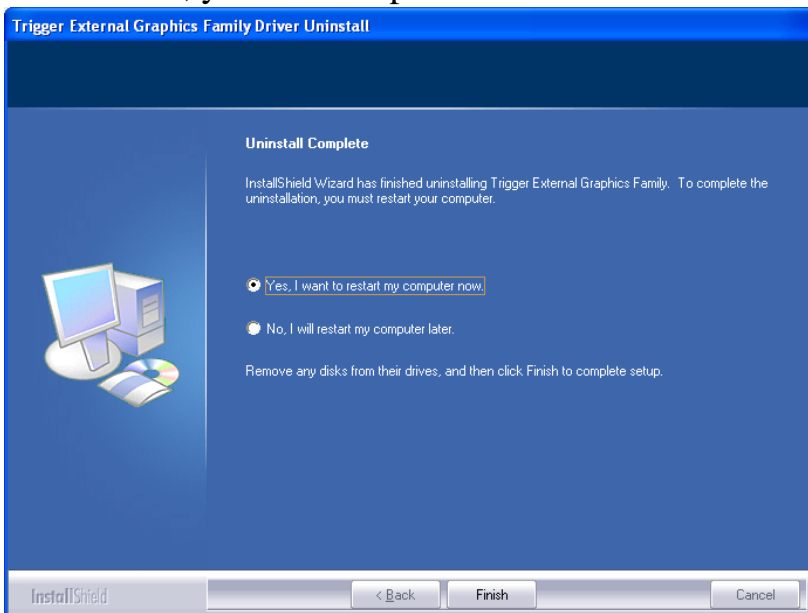 Trigger External Graphics Family Driver Uninstall
Uninstall Complete
InstallShield Wizard has finished uninstalling Trigger External Graphics Family. To complete the
uninstallation, you must restart your computer.
Yes, I want to restart my computer now.
No, I will restart my computer later.
Remove any disks from their drives, and then click Finish to complete setup.
InstallShield
< Back
Finish
Cancel